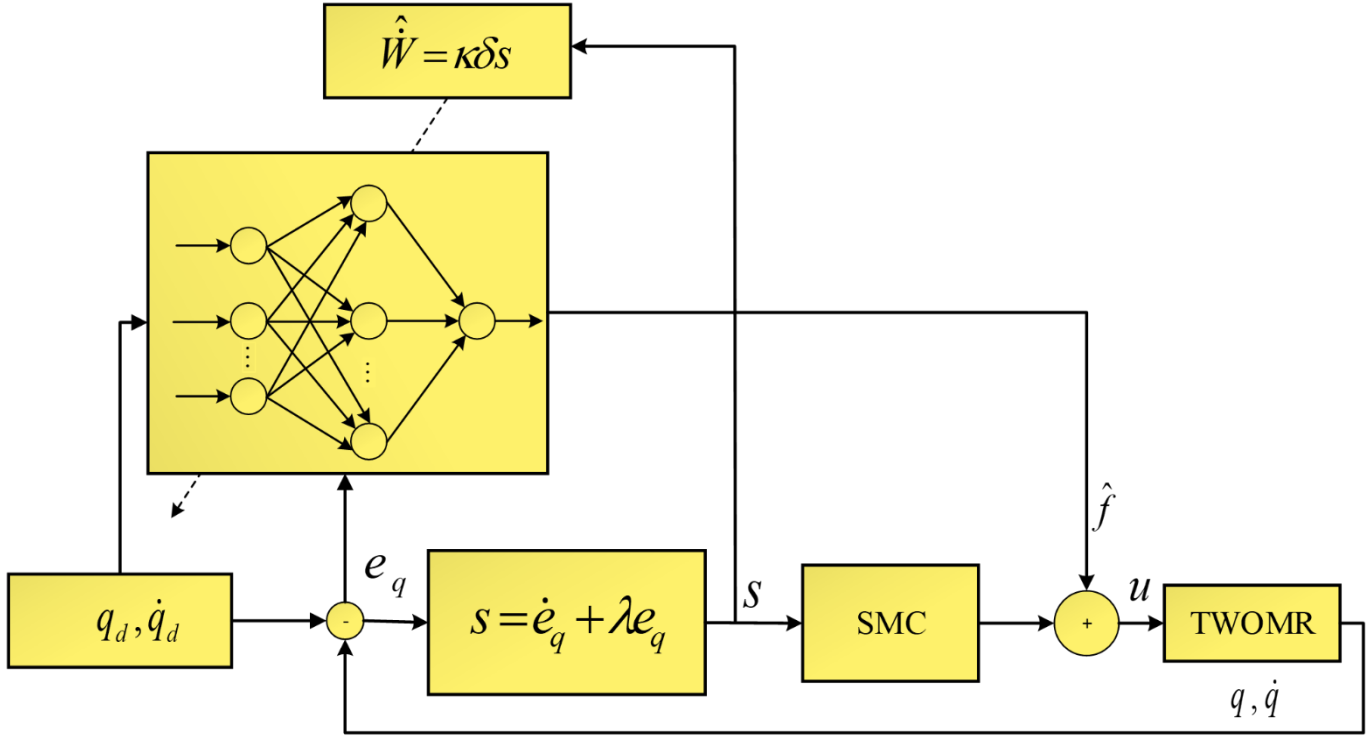 Ẇ̂ = κδs
f̂
e_q
q_d, q̇_d
-
s = ė_q + λe_q
s
SMC
+
u
TWOMR
q, q̇